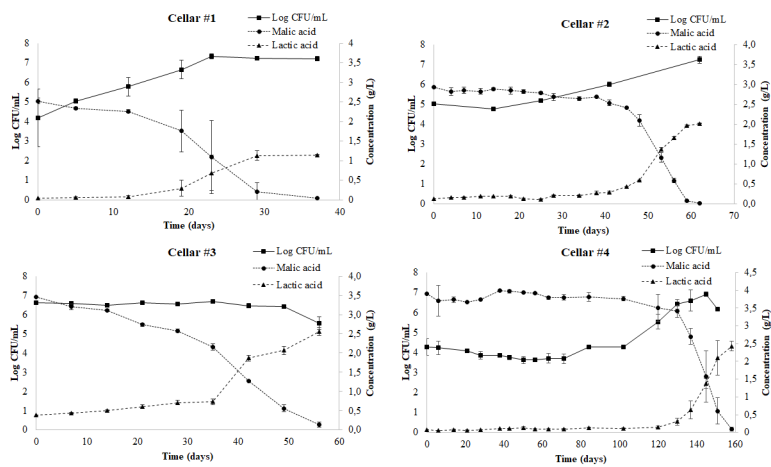 Cellar #1
Log CFU/mL
Malic acid
Lactic acid
Log CFU/mL
8
7
6
5
4
3
2
1
0
4
3,5
3
2,5
2
1,5
1
0,5
0
Concentration (g/L)
0 10 20 30 40
Time (days)
Cellar #2
Log CFU/mL
Malic acid
Lactic acid
Log CFU/mL
8
7
6
5
4
3
2
1
0
4,0
3,5
3,0
2,5
2,0
1,5
1,0
0,5
0,0
Concentration (g/L)
0 10 20 30 40 50 60 70
Time (days)
Cellar #3
Log CFU/mL
Malic acid
Lactic acid
Log CFU/mL
8
7
6
5
4
3
2
1
0
4,0
3,5
3,0
2,5
2,0
1,5
1,0
0,5
0,0
Concentration (g/L)
0 10 20 30 40 50 60
Time (days)
Cellar #4
Log CFU/mL
Malic acid
Lactic acid
Log CFU/mL
8
7
6
5
4
3
2
1
0
4,5
4
3,5
3
2,5
2
1,5
1
0,5
0
Concentration (g/L)
0 20 40 60 80 100 120 140 160
Time (days)